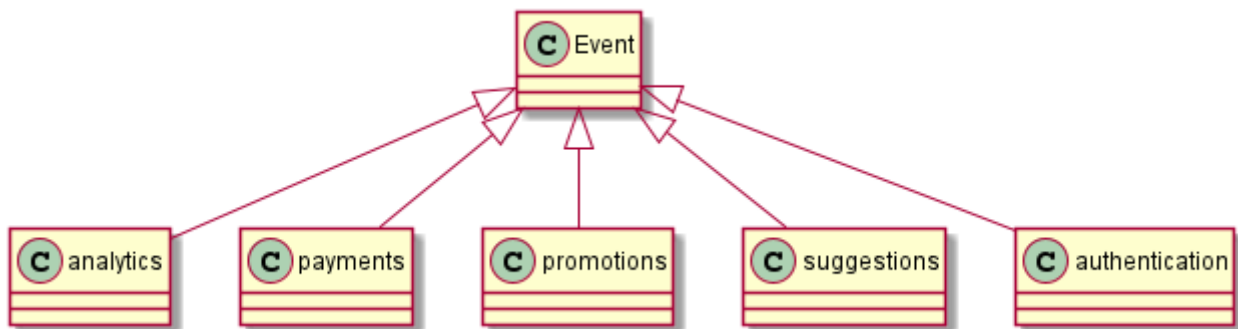 C Event
C analytics
C payments
C promotions
C suggestions
C authentication